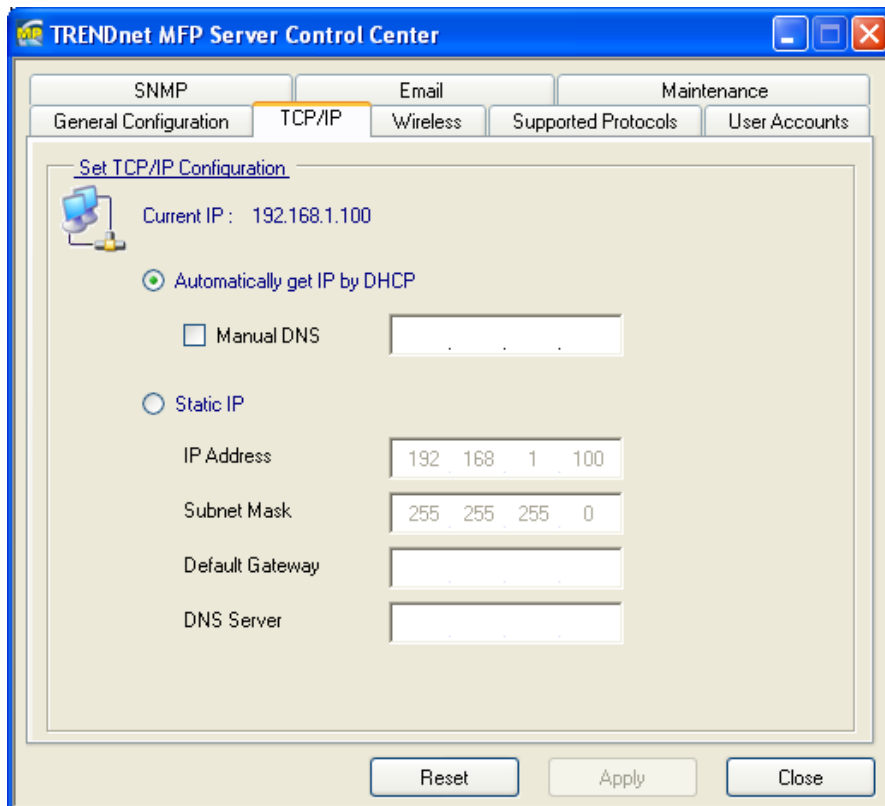 TRENDnet MFP Server Control Center
SNMP Email Maintenance
General Configuration TCP/IP Wireless Supported Protocols User Accounts
Set TCP/IP Configuration
Current IP : 192.168.1.100
Automatically get IP by DHCP
Manual DNS . . .
Static IP
IP Address 192 . 168 . 1 . 100
Subnet Mask 255 . 255 . 255 . 0
Default Gateway . . .
DNS Server . . .
Reset Apply Close